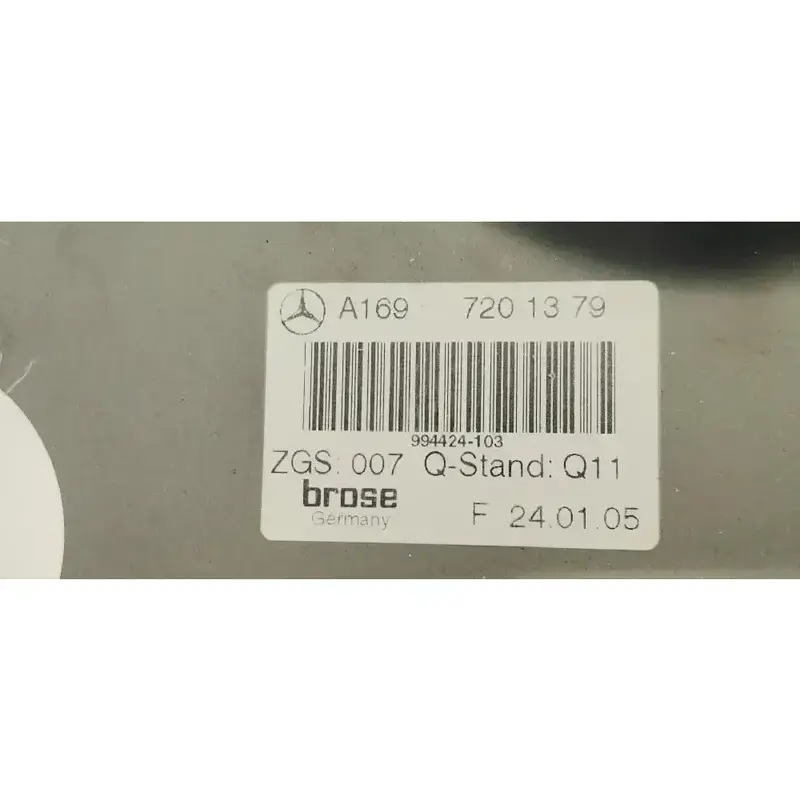 A169 720 13 79
994424-103
ZGS: 007 Q-Stand: Q11
brose
Germany
F 24.01.05